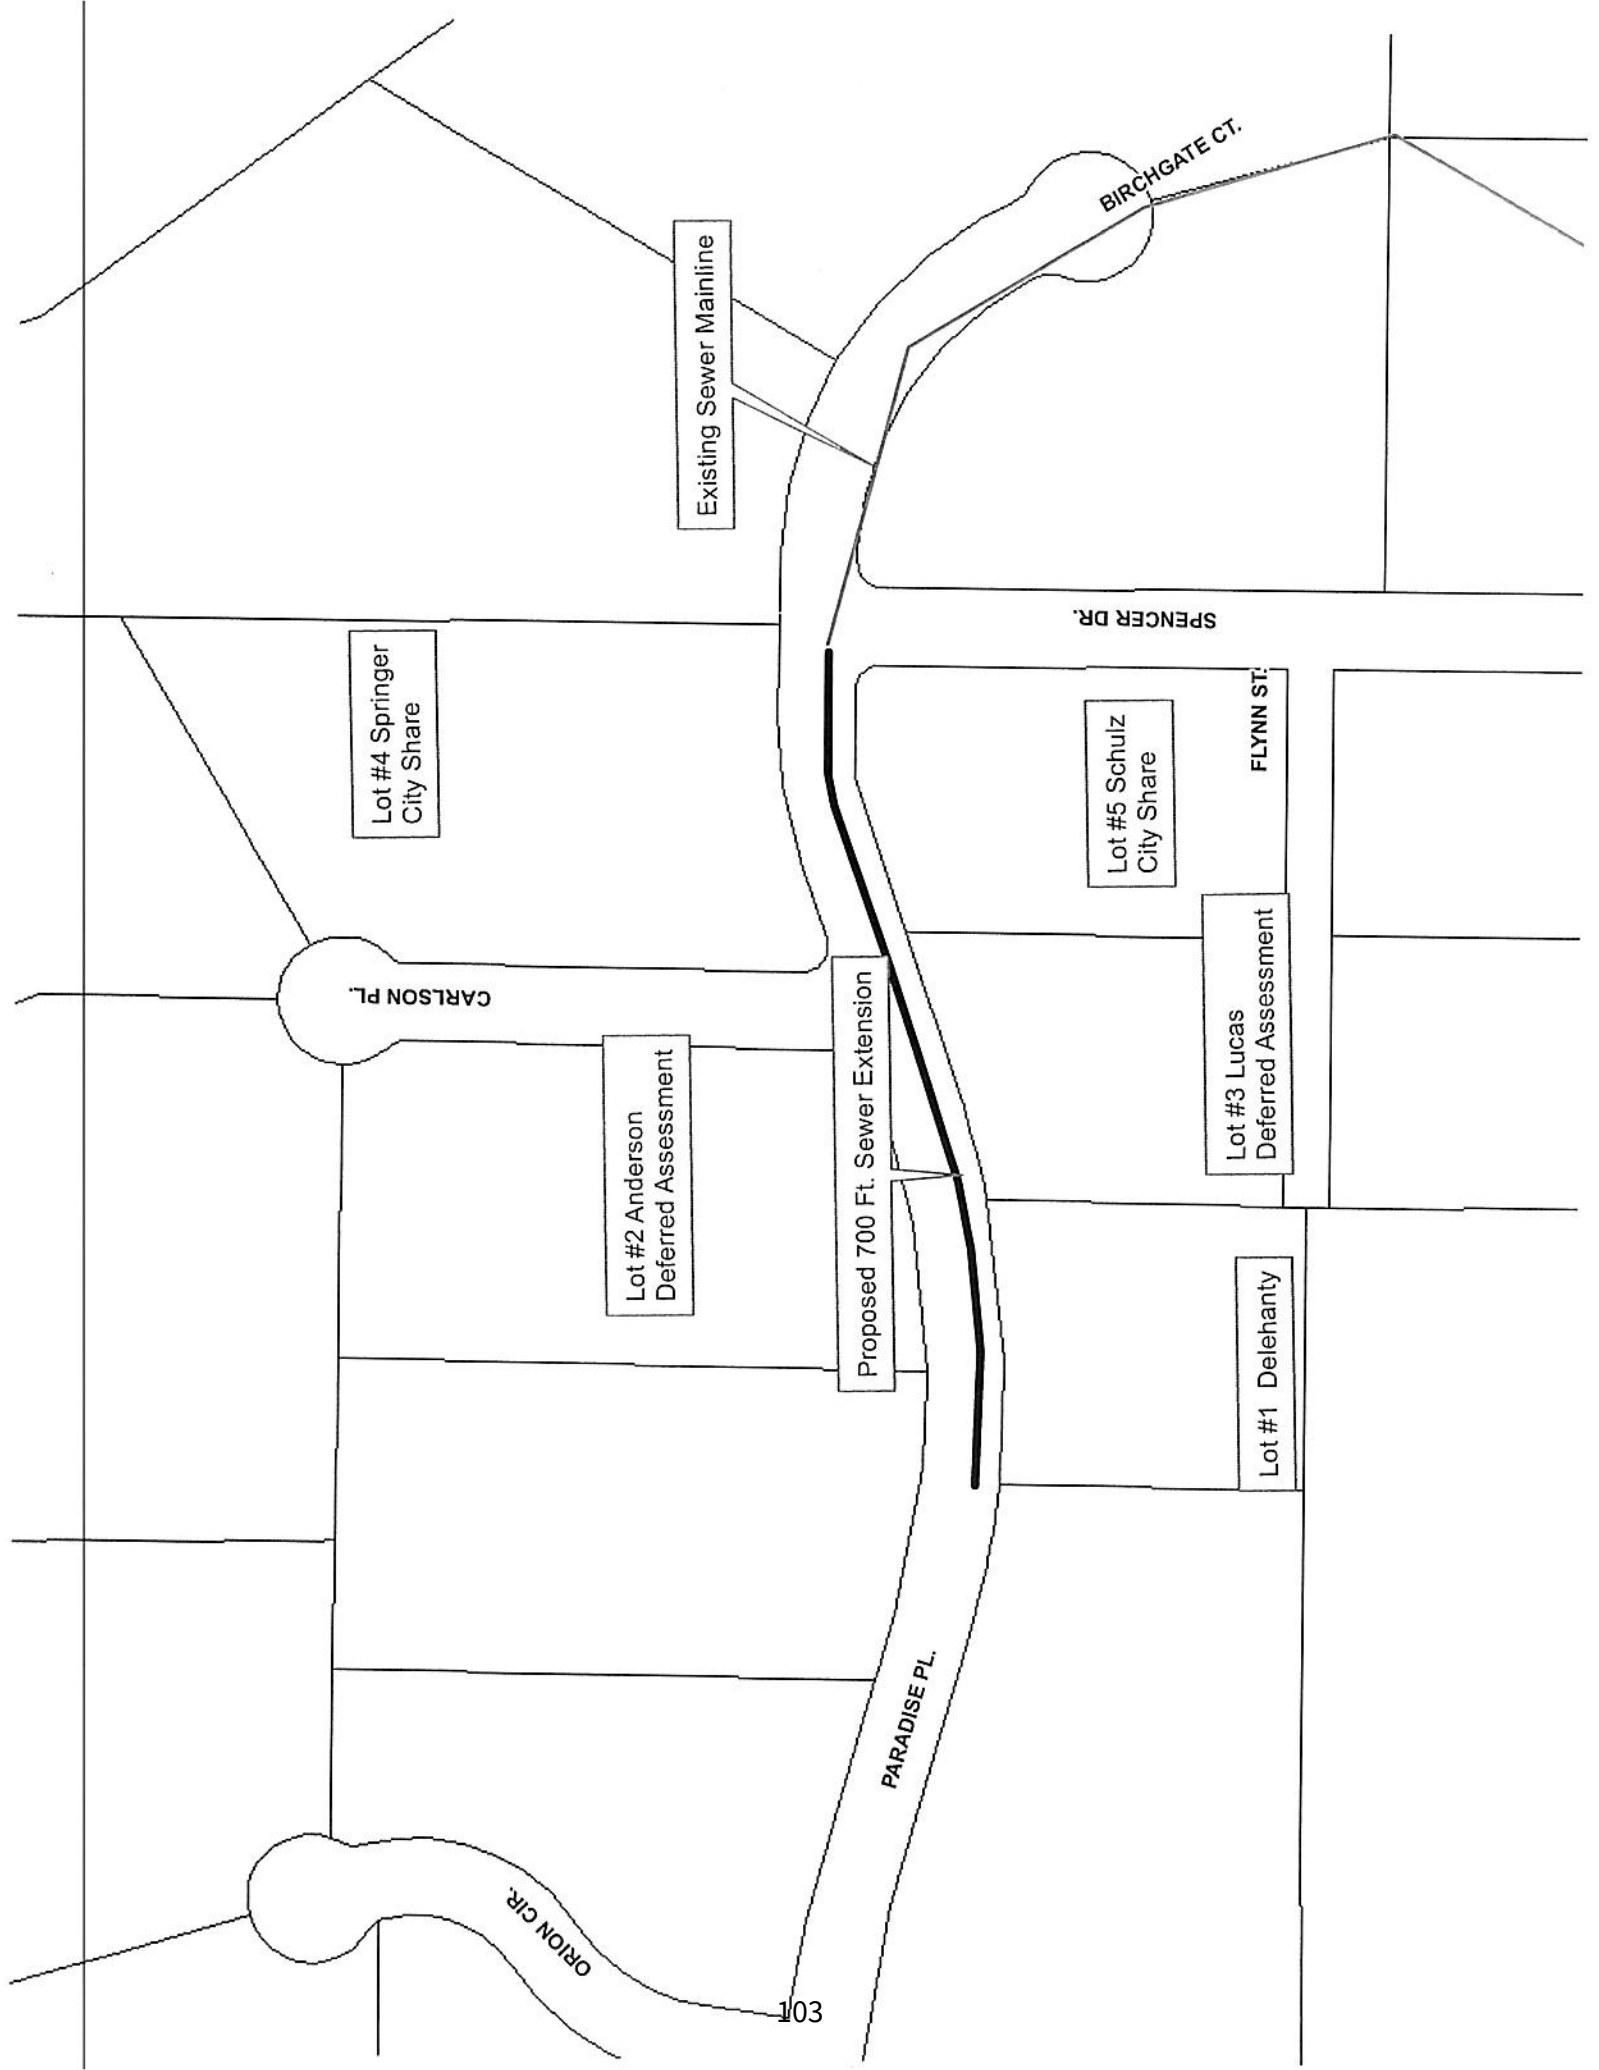 BIRCHGATE CT.
Existing Sewer Mainline
SPENCER DR.
Lot #4 Springer
City Share
FLYNN ST.
Lot #5 Schulz
City Share
CARLSON PL.
Lot #2 Anderson
Deferred Assessment
Proposed 700 Ft. Sewer Extension
Lot #3 Lucas
Deferred Assessment
Lot #1 Delehanty
PARADISE PL.
ORION CIR.
103